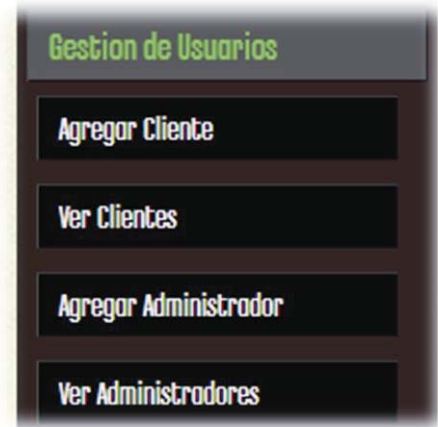 Gestion de Usuarios
Agregar Cliente
Ver Clientes
Agregar Administrador
Ver Administradores